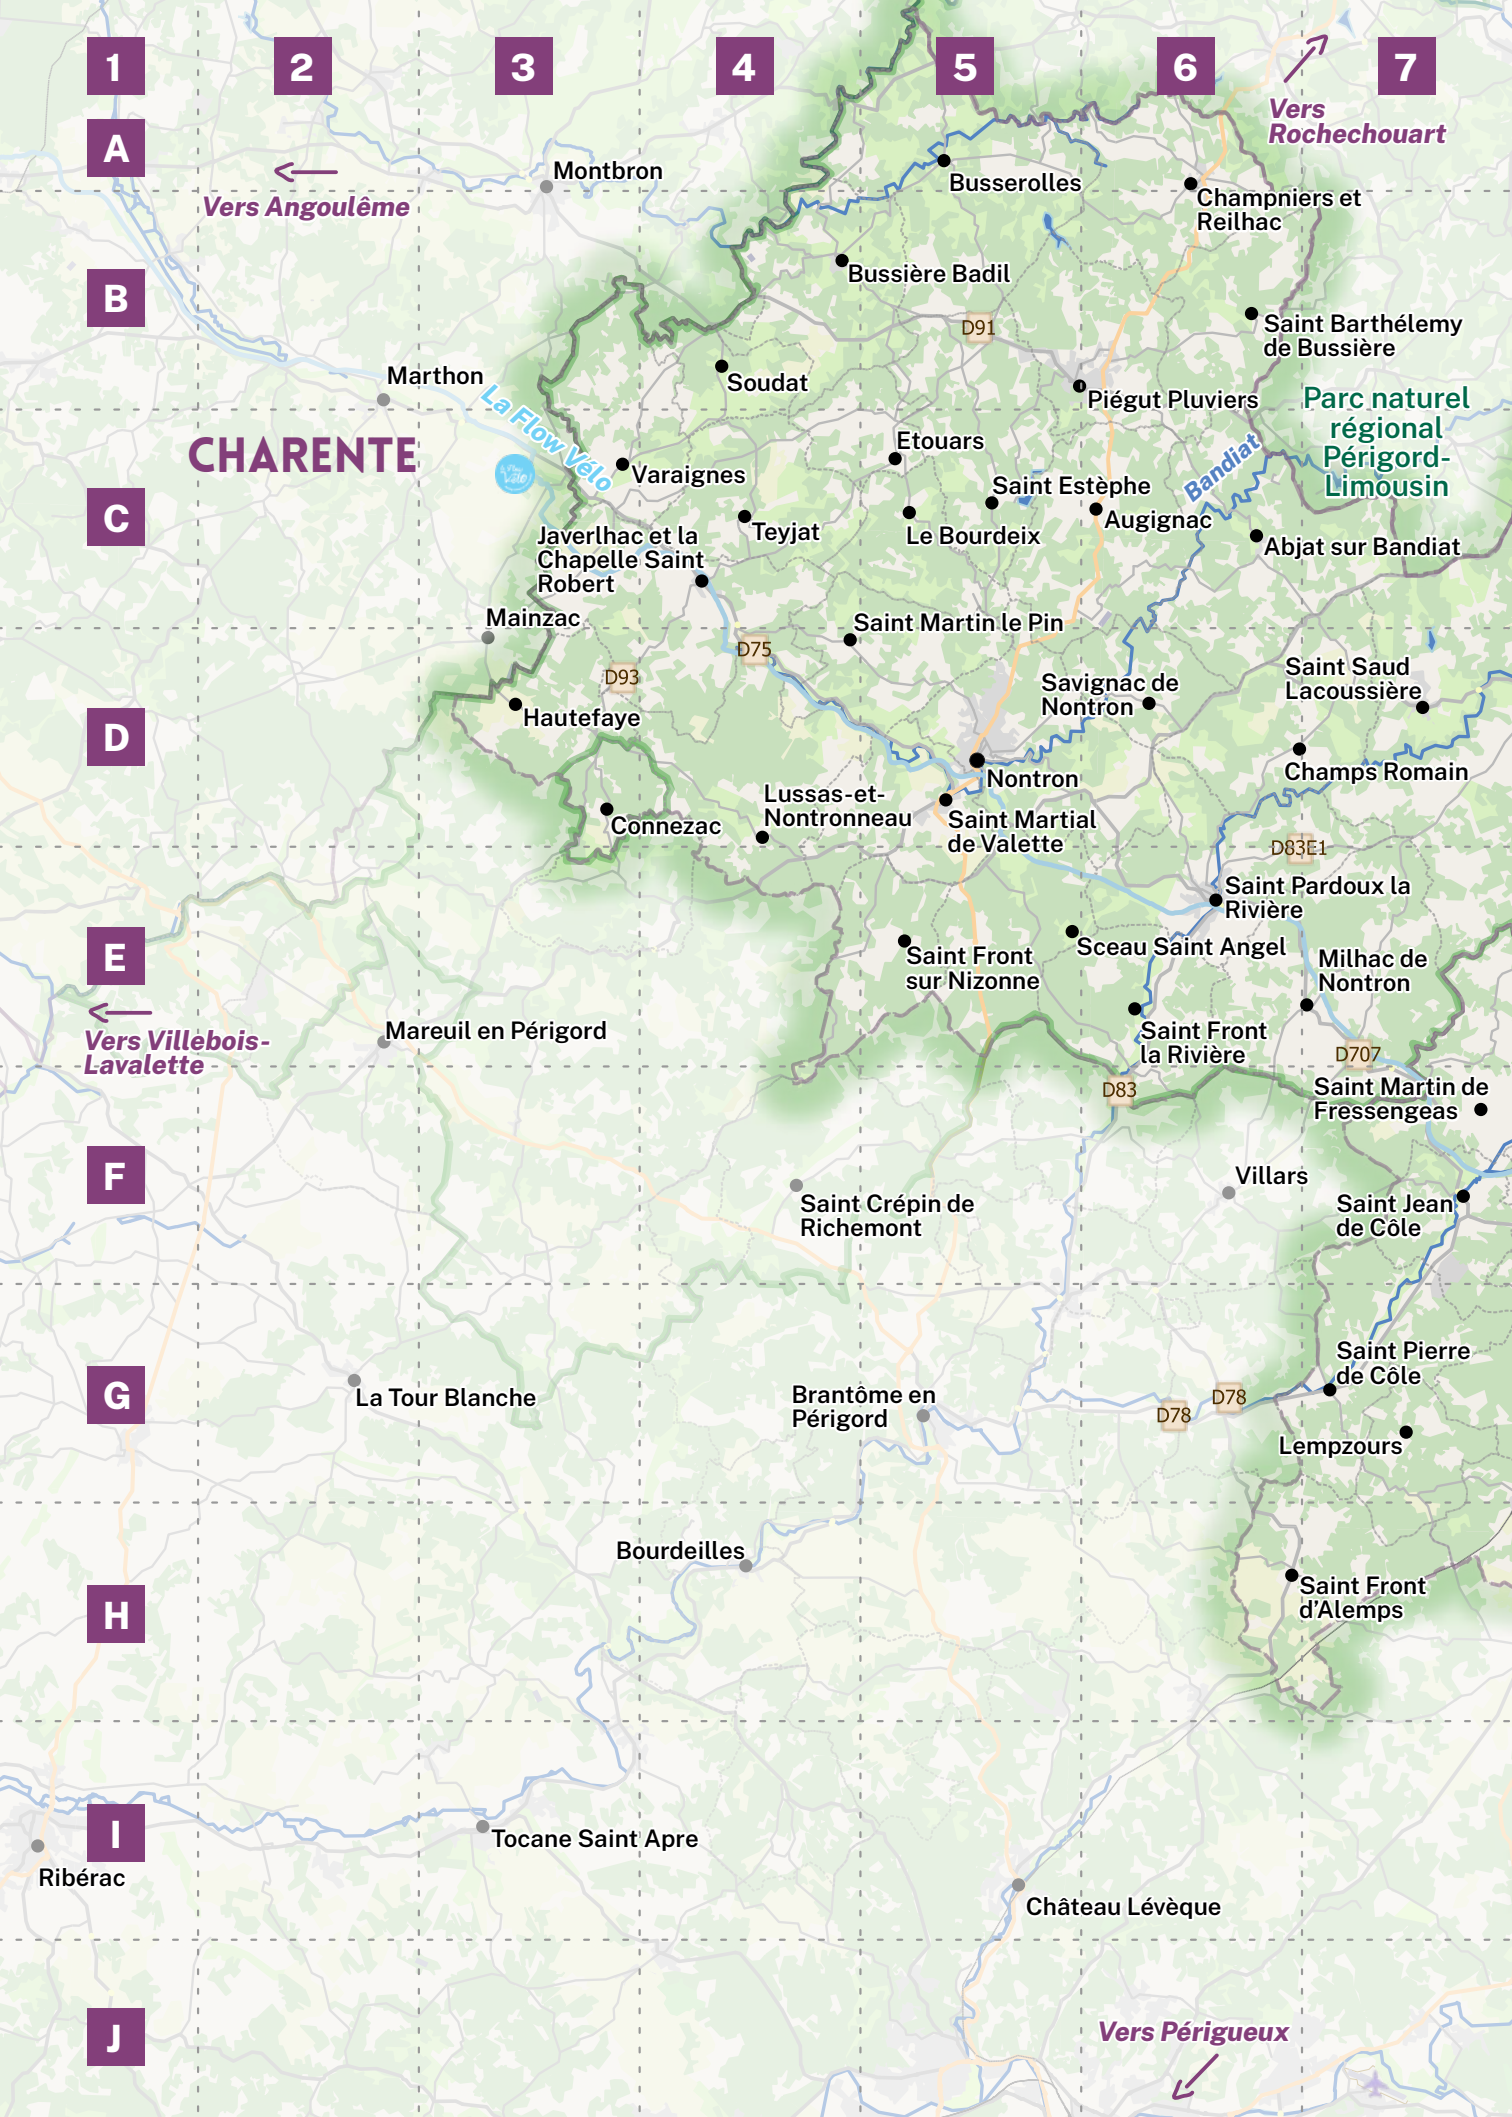 1
2
3
4
5
6
7
Vers
Rochechouart
A
Montbron
Busserolles
Vers Angoulême
Champniers et
Reilhac
B
Bussière Badil
D91
Saint Barthélemy
de Bussière
Marthon
Soudat
Piégut Pluviers
Parc naturel
régional
Périgord-
Limousin
La Flow Vélo
CHARENTE
Etouars
Varaignes
Bandiat
Saint Estèphe
C
Teyjat
Le Bourdeix
Augignac
Abjat sur Bandiat
Javerlhac et la
Chapelle Saint
Robert
Mainzac
Saint Martin le Pin
D75
D93
Saint Saud
Lacoussière
Savignac de
Nontron
Hautefaye
D
Champs Romain
Nontron
Lussas-et-
Nontronneau
Connezac
Saint Martial
de Valette
D83E1
Saint Pardoux la
Rivière
E
Saint Front
sur Nizonne
Sceau Saint Angel
Milhac de
Nontron
Vers Villebois-
Lavalette
Mareuil en Périgord
Saint Front
la Rivière
D707
D83
Saint Martin de
Fressengeas
F
Villars
Saint Crépin de
Richemont
Saint Jean
de Côle
Saint Pierre
de Côle
G
La Tour Blanche
Brantôme en
Périgord
D78
D78
Lempzours
Bourdeilles
H
Saint Front
d'Alemps
I
Tocane Saint Apre
Ribérac
Château Lévèque
J
Vers Périgueux